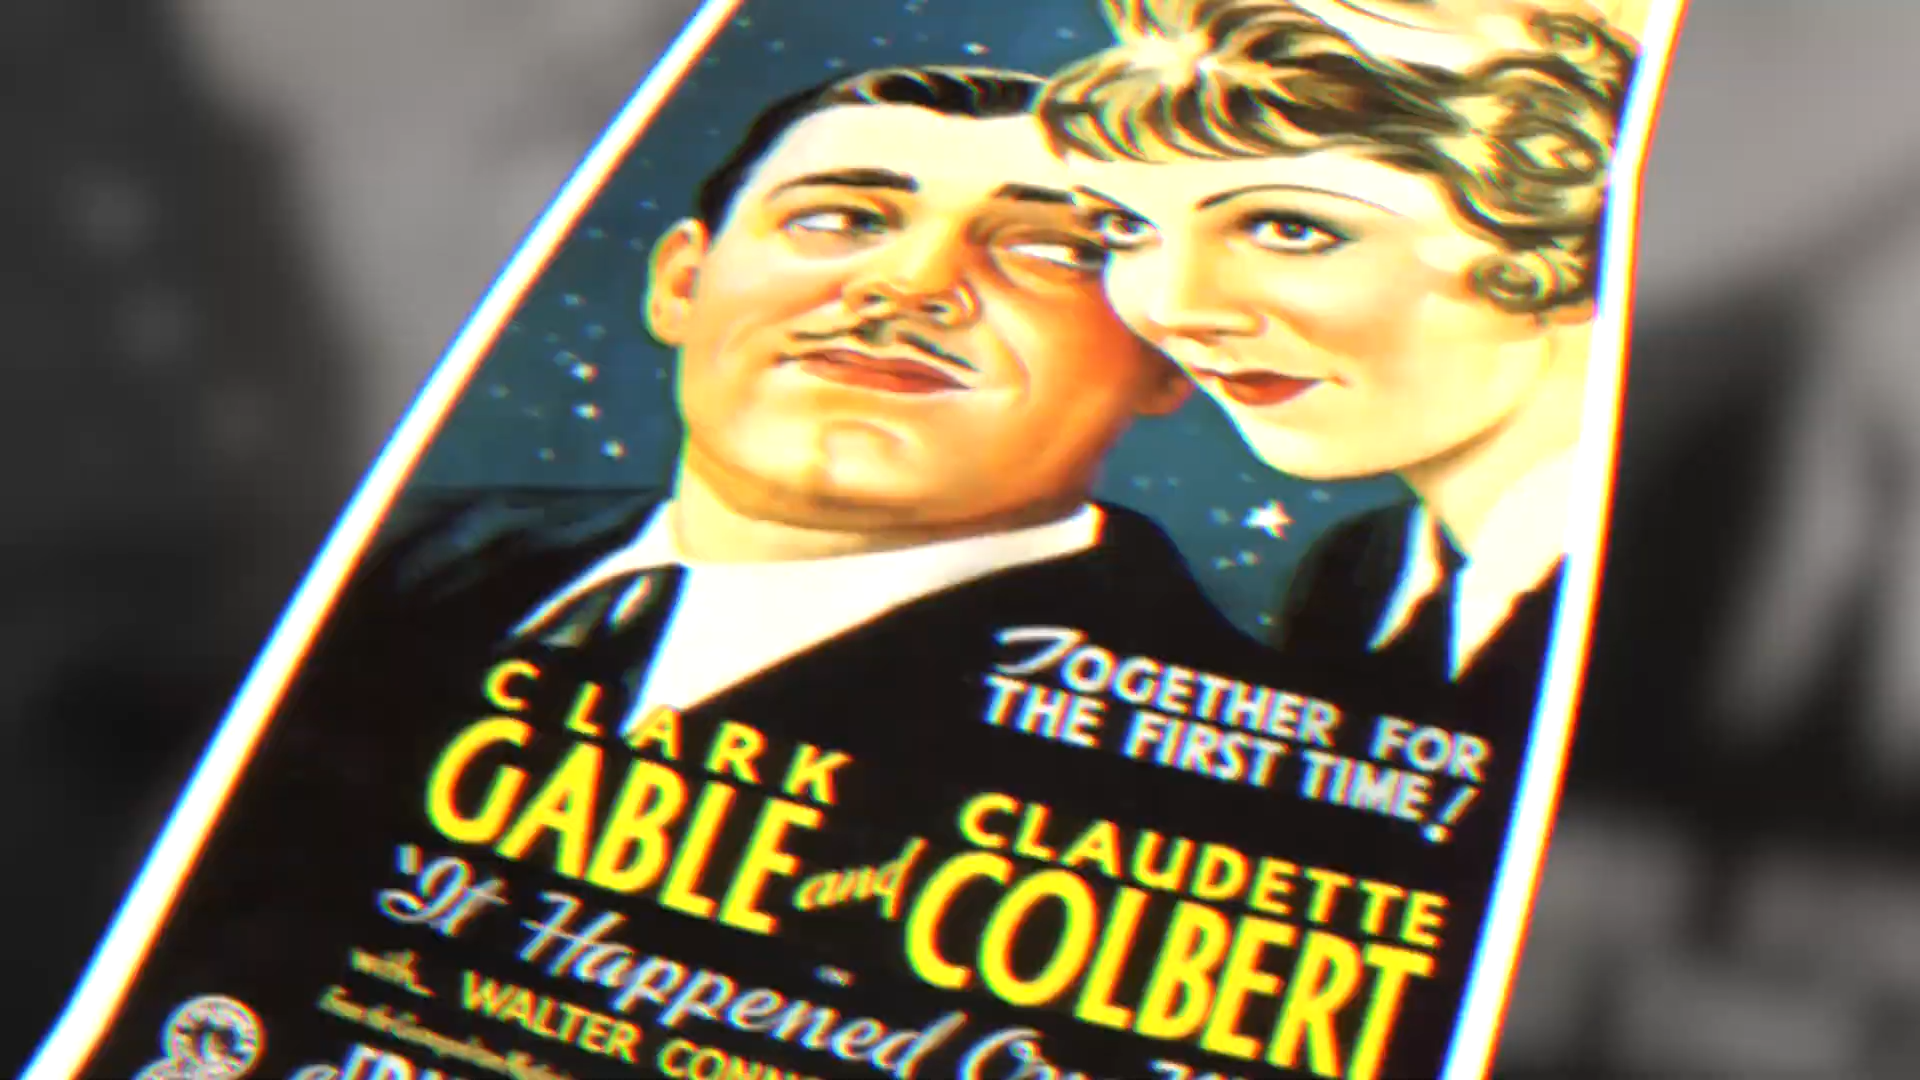 TOGETHER FOR
THE FIRST TIME!
CLARK
GABLE and
CLAUDETTE
COLBERT
"It Happened
with WALTER